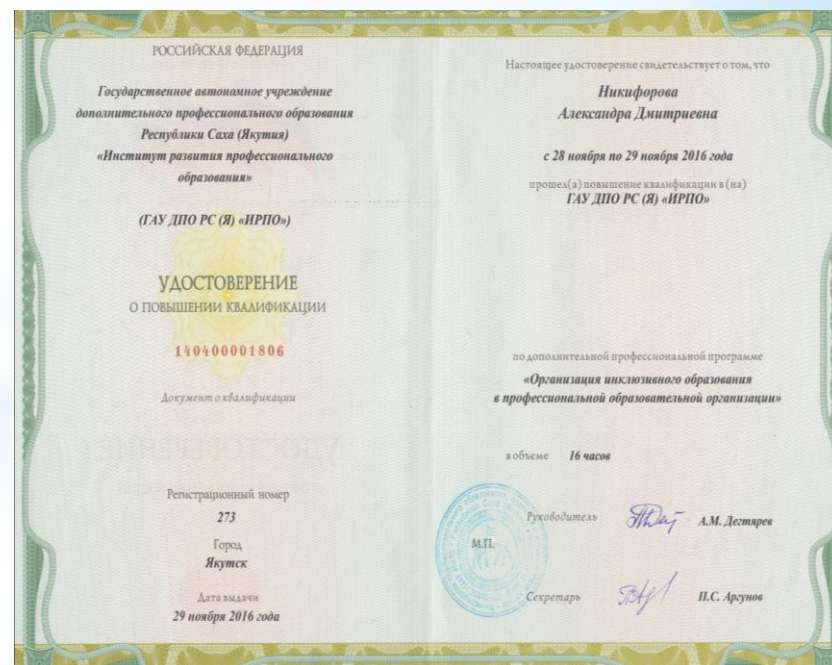 РОССИЙСКАЯ ФЕДЕРАЦИЯ
Государственное автономное учреждение
дополнительного профессионального образования
Республики Саха (Якутия)
«Институт развития профессионального
образования»
(ГАУ ДПО РС (Я) «ИРПО»)
УДОСТОВЕРЕНИЕ
О ПОВЫШЕНИИ КВАЛИФИКАЦИИ
140400001806
Документ о квалификации
Регистрационный номер
273
Город
Якутск
Дата выдачи
29 ноября 2016 года
Настоящее удостоверение свидетельствует о том, что
Никифорова
Александра Дмитриевна
с 28 ноября по 29 ноября 2016 года
прошел(а) повышение квалификации в (на)
ГАУ ДПО РС (Я) «ИРПО»
по дополнительной профессиональной программе
«Организация инклюзивного образования
в профессиональной образовательной организации»
в объеме 16 часов
Руководитель А.М. Дегтярев
М.П.
Секретарь П.С. Аргунов